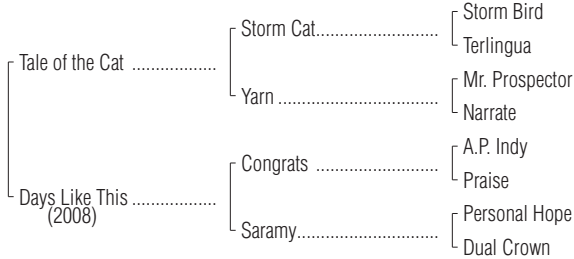 Storm Bird
Storm Cat..............................
Terlingua
Tale of the Cat ...................
Mr. Prospector
Yarn .......................................
Narrate
A.P. Indy
Congrats ..............................
Praise
Days Like This ...................
(2008)
Personal Hope
Saramy...................................
Dual Crown